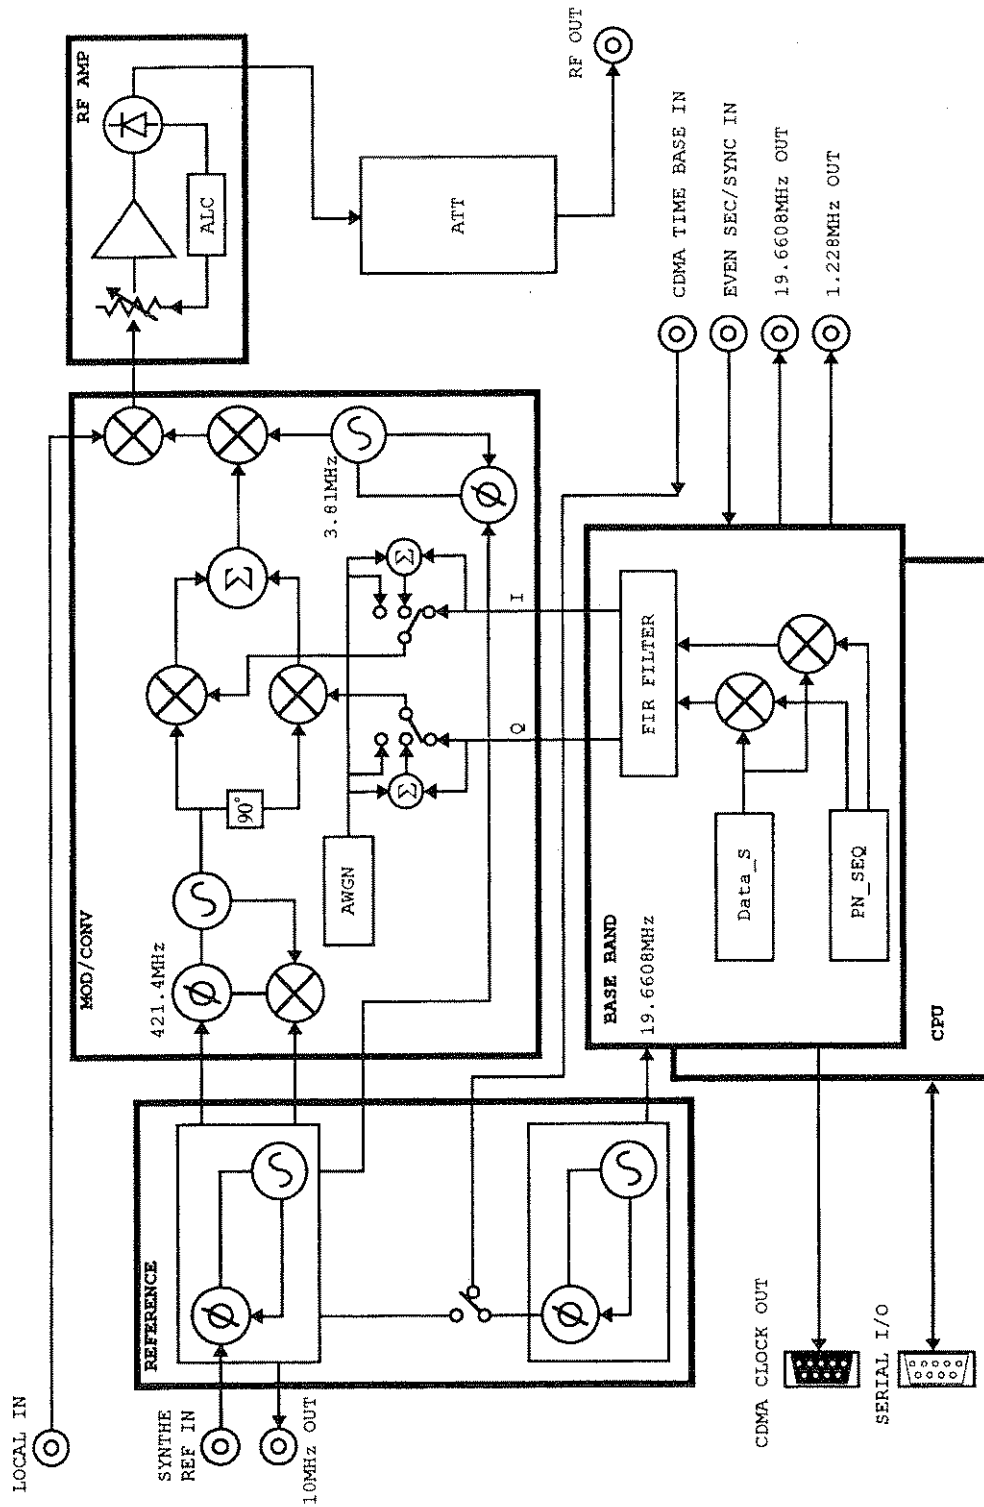 LOCAL IN
SYNTHE
REF IN
10MHz OUT
REFERENCE
MOD/CONV
421.4MHz
90°
Σ
3.81MHz
AWGN
Σ
Σ
Q
I
RF AMP
ALC
ATT
RF OUT
CDMA TIME BASE IN
EVEN SEC/SYNC IN
19.6608MHz OUT
1.228MHz OUT
BASE BAND
19.6608MHz
FIR FILTER
Data_S
PN_SEQ
CPU
CDMA CLOCK OUT
SERIAL I/O